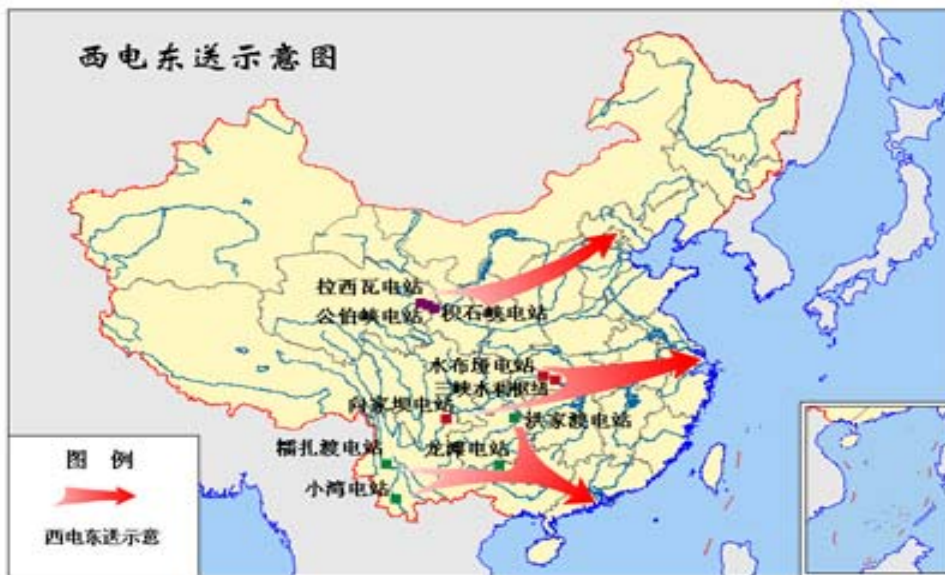 西电东送示意图
拉西瓦电站
公伯峡电站
积石峡电站
水布垭电站
三峡水利枢纽
向家坝电站
洪家渡电站
糯扎渡电站
龙滩电站
小湾电站
图 例
西电东送示意